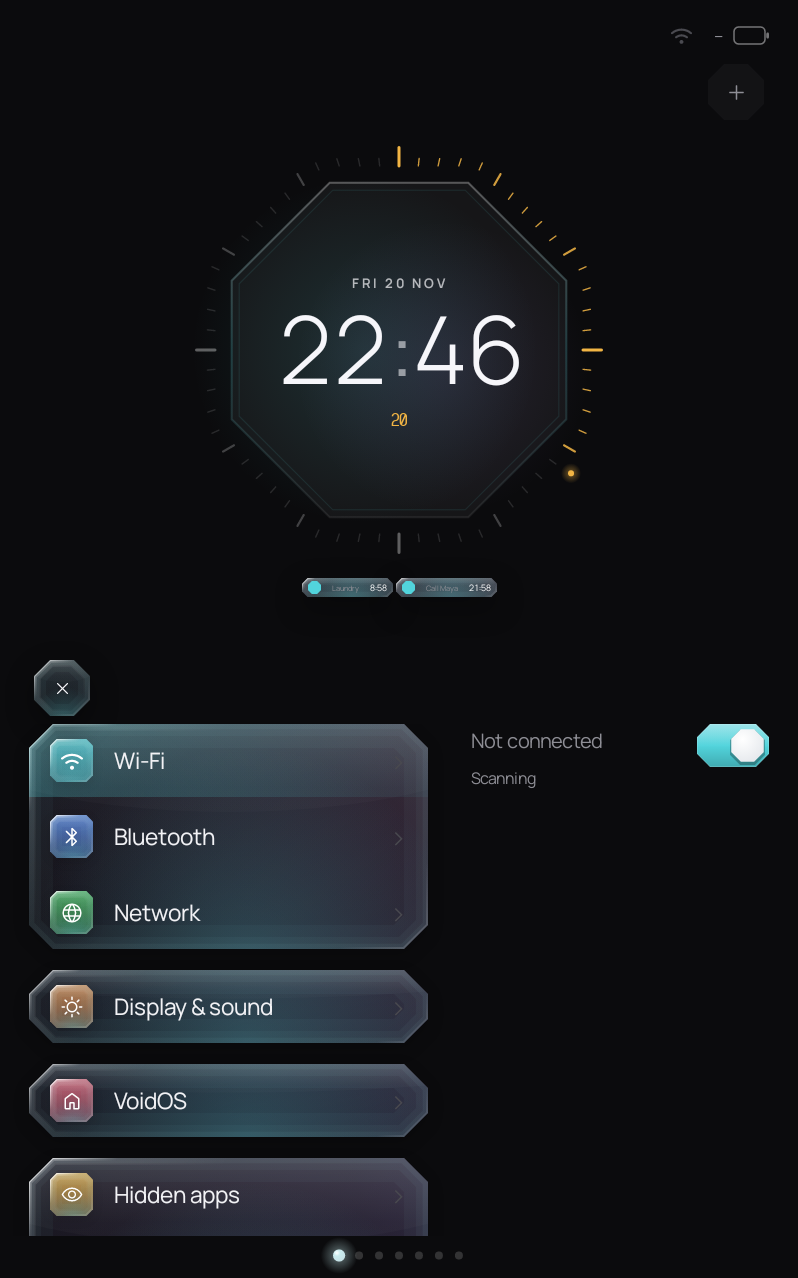 –
FRI 20 NOV
22:46
20
Laundry 8:58
Call Maya 21:58
Not connected
Wi-Fi
Scanning
Bluetooth
Network
Display & sound
VoidOS
Hidden apps